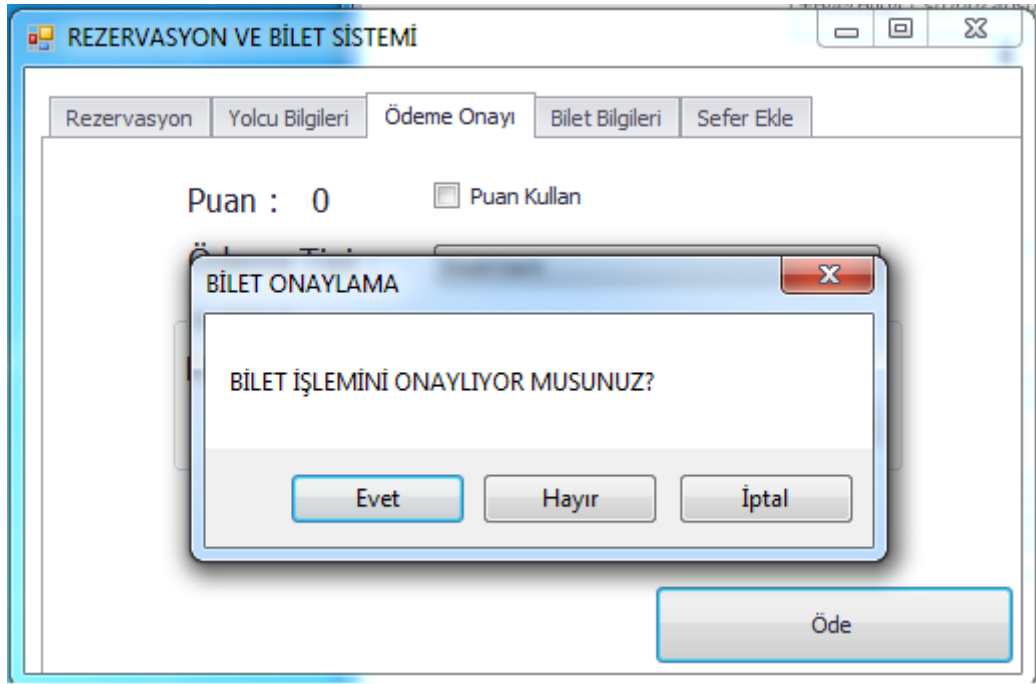 REZERVASYON VE BİLET SİSTEMİ
Rezervasyon Yolcu Bilgileri Ödeme Onayı Bilet Bilgileri Sefer Ekle
Puan : 0 Puan Kullan
BİLET ONAYLAMA
BİLET İŞLEMİNİ ONAYLIYOR MUSUNUZ?
Evet Hayır İptal
Öde